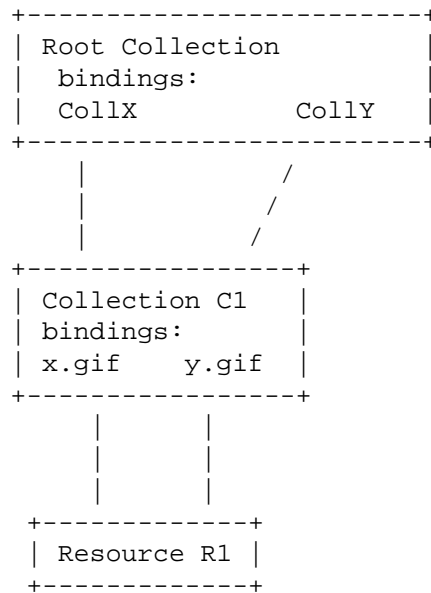 Root Collection
bindings:
CollX CollY
Collection C1
bindings:
x.gif y.gif
Resource R1